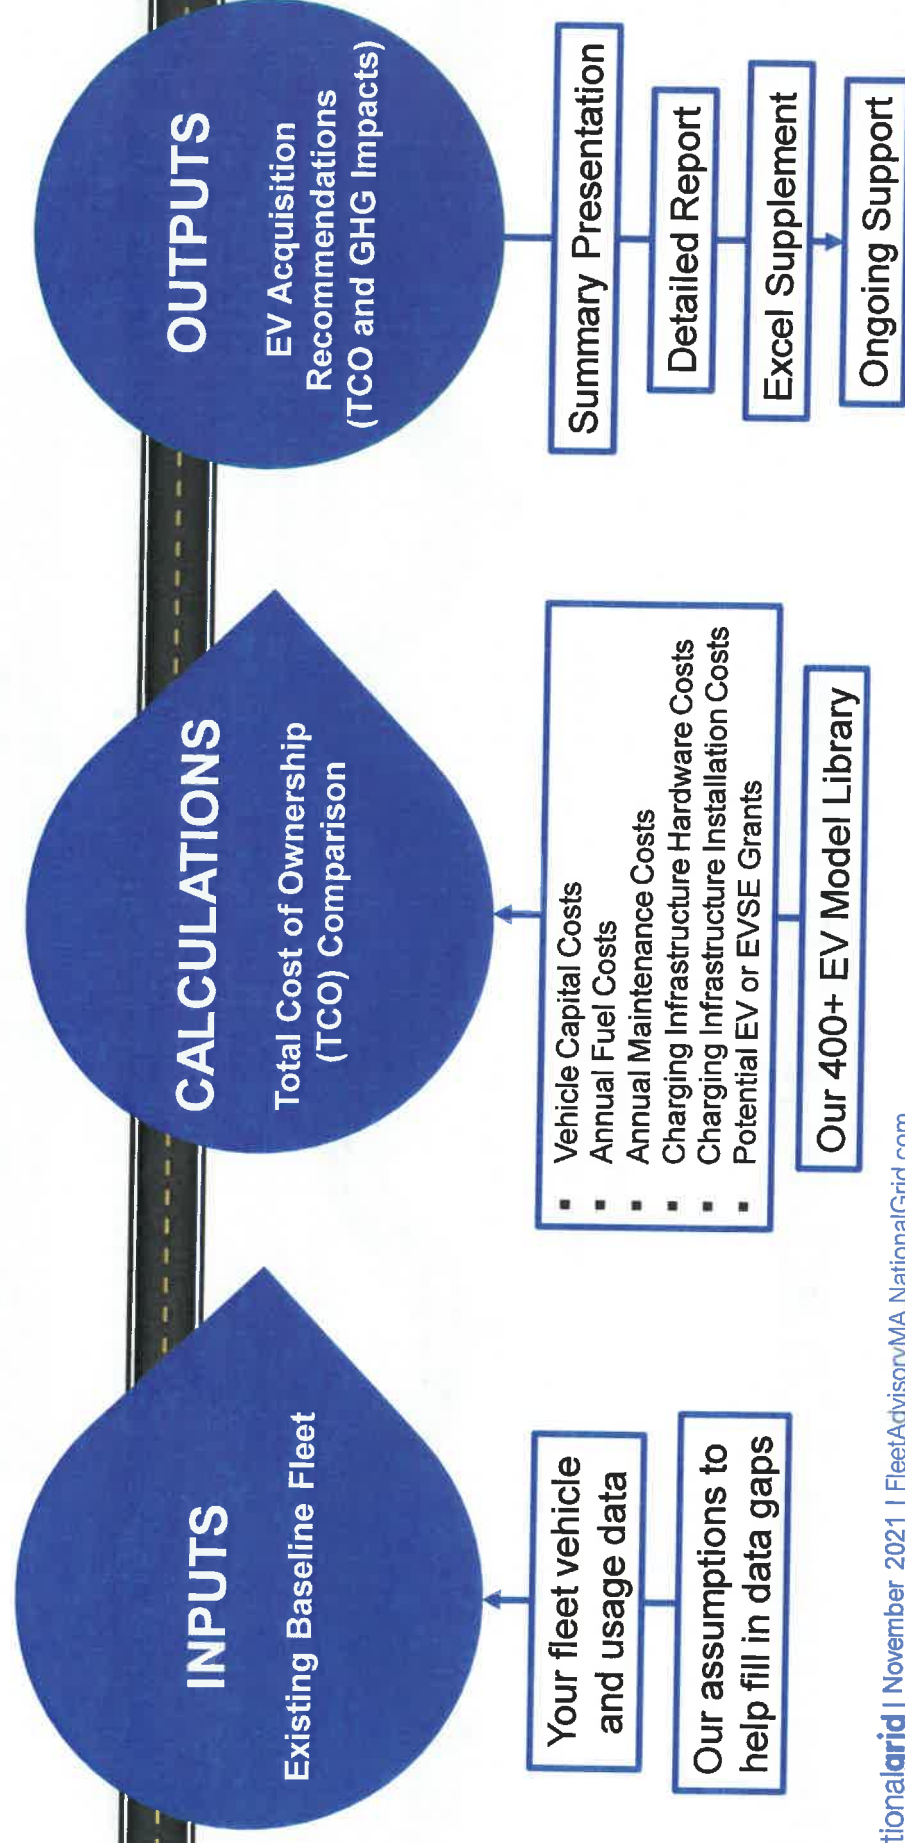 INPUTS
Existing Baseline Fleet
Your fleet vehicle
and usage data
Our assumptions to
help fill in data gaps
CALCULATIONS
Total Cost of Ownership
(TCO) Comparison
▪ Vehicle Capital Costs
▪ Annual Fuel Costs
▪ Annual Maintenance Costs
▪ Charging Infrastructure Hardware Costs
▪ Charging Infrastructure Installation Costs
▪ Potential EV or EVSE Grants
Our 400+ EV Model Library
OUTPUTS
EV Acquisition
Recommendations
(TCO and GHG Impacts)
Summary Presentation
Detailed Report
Excel Supplement
Ongoing Support
tionalgrid | November 2021 | FleetAdvisoryMA.NationalGrid.com